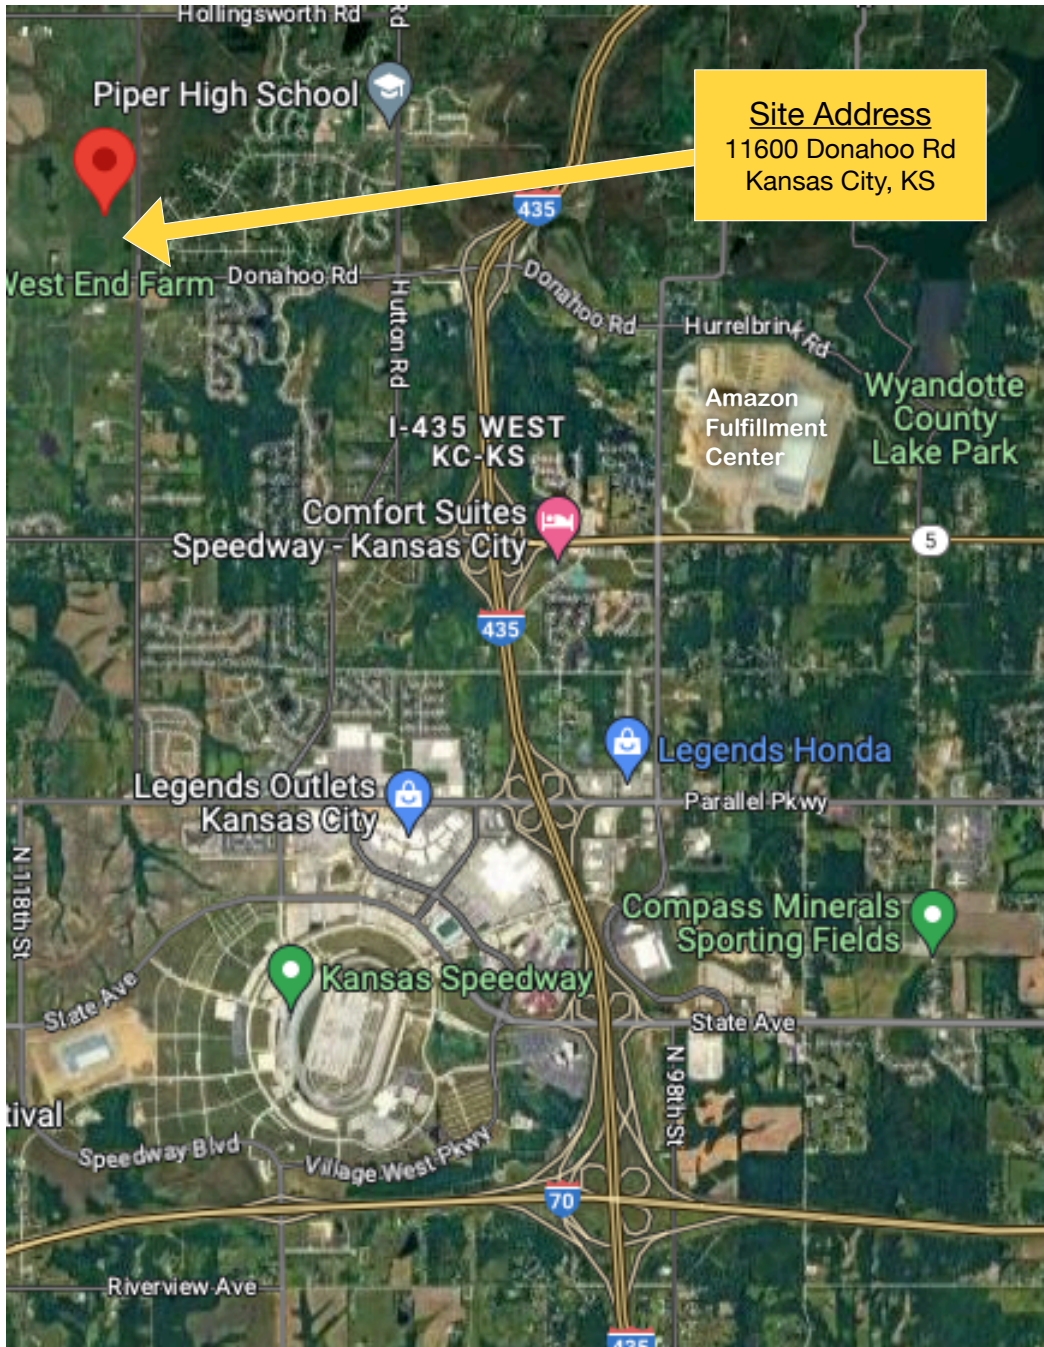 Hollingsworth Rd
Rd
Piper High School
Site Address
11600 Donahoo Rd
Kansas City, KS
435
West End Farm
Donahoo Rd
Donahoo Rd
Hutton Rd
Hurrelbrink Rd
Amazon
Fulfillment
Center
Wyandotte
County
Lake Park
I-435 WEST
KC-KS
Comfort Suites
Speedway - Kansas City
5
435
Legends Honda
Legends Outlets
Kansas City
Parallel Pkwy
N 118th St
Compass Minerals
Sporting Fields
Kansas Speedway
State Ave
State Ave
N 98th St
tival
Speedway Blvd
Village West Pkwy
70
Riverview Ave
435